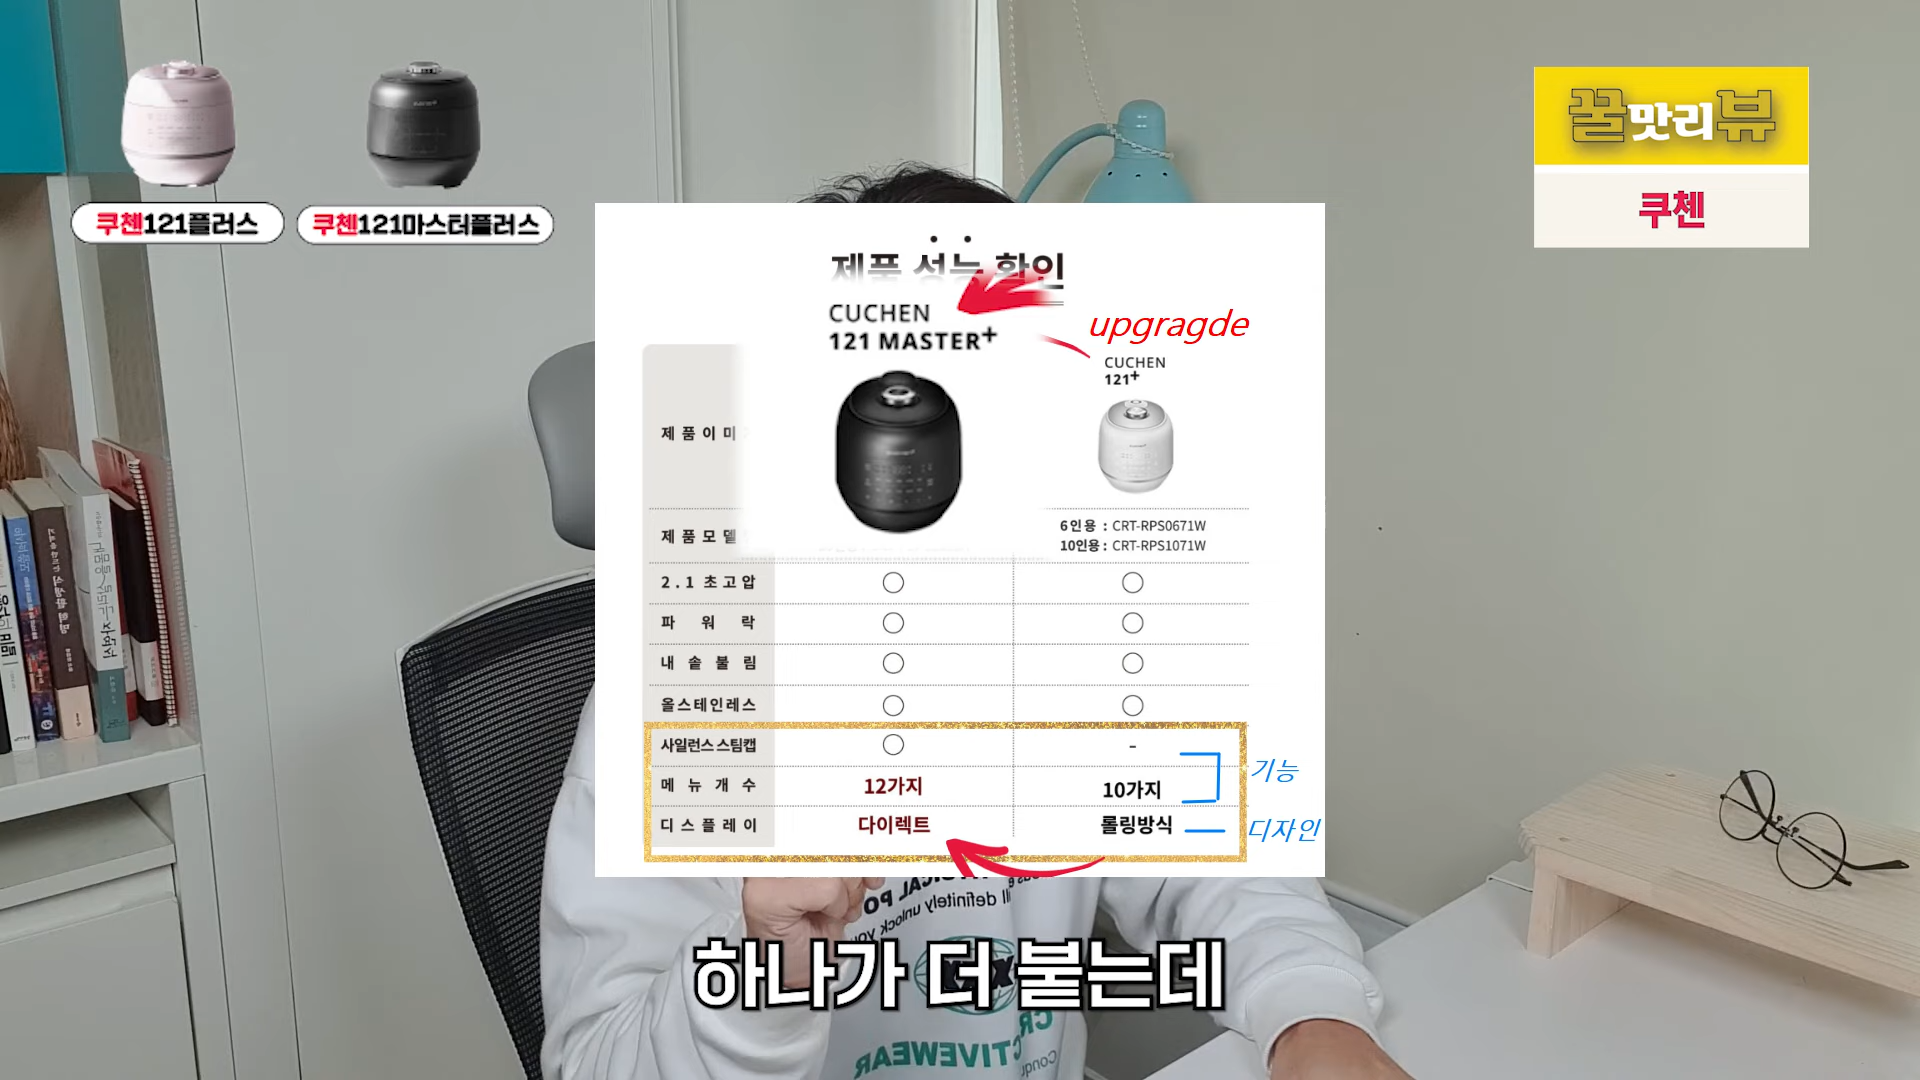 쿠첸121플러스
쿠첸121마스터플러스
꿀맛리뷰
쿠첸
제품 성능 확인
CUCHEN
121 MASTER+
upgragde
CUCHEN
121+
제품이미
제품모델
6인용 : CRT-RPS0671W
10인용 : CRT-RPS1071W
2.1 초고압 ○ ○
파워락 ○ ○
내솥불림 ○ ○
올스테인레스 ○ ○
사일런스 스팀캡 ○ -
메뉴개수 12가지 10가지
기능
디스플레이 다이렉트 롤링방식
디자인
definitely unlock
하나가 더 붙는데
CTIVEWEAR